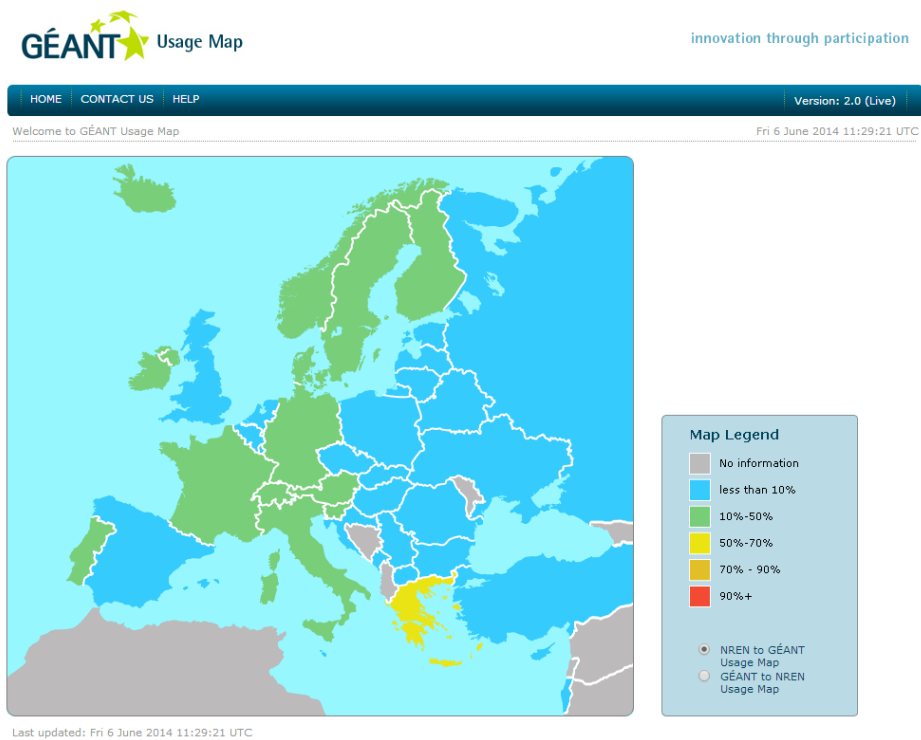 GÉANT Usage Map
innovation through participation
HOME CONTACT US HELP
Version: 2.0 (Live)
Welcome to GÉANT Usage Map
Fri 6 June 2014 11:29:21 UTC
Map Legend
No information
less than 10%
10%-50%
50%-70%
70% - 90%
90%+
NREN to GÉANT
Usage Map
GÉANT to NREN
Usage Map
Last updated: Fri 6 June 2014 11:29:21 UTC